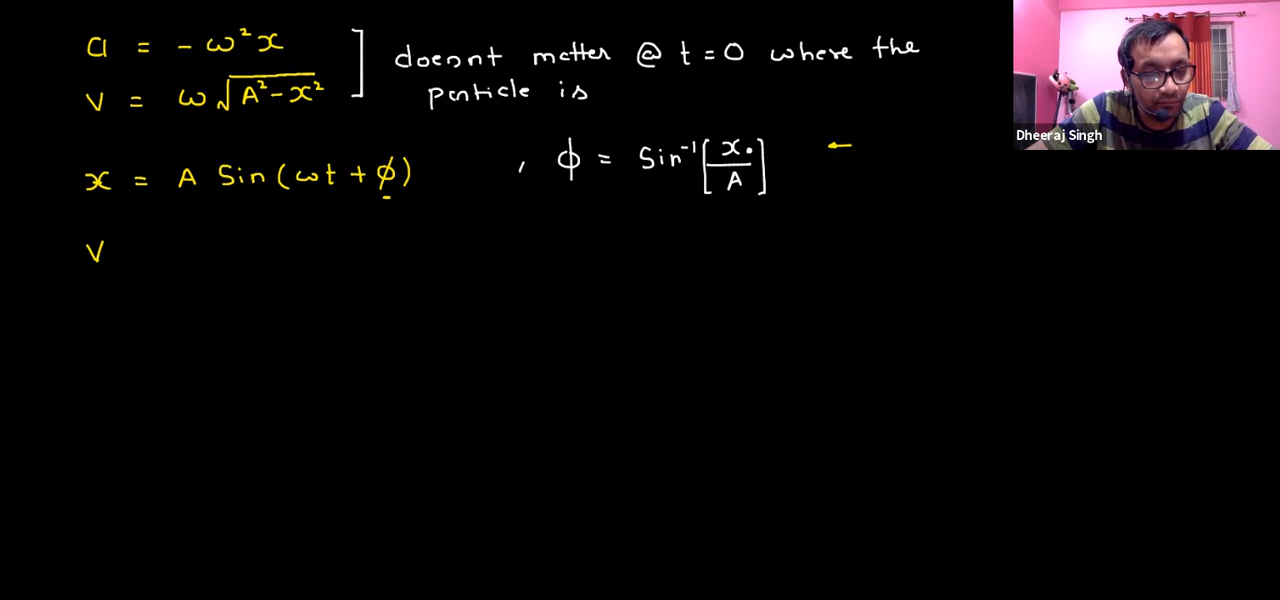 a = - ω²x
v = ω√(A² - x²)
] doesnt matter @ t = 0 where the
particle is
x = A Sin(ωt + φ) , φ = Sin⁻¹[x₀/A] ←
v
Dheeraj Singh